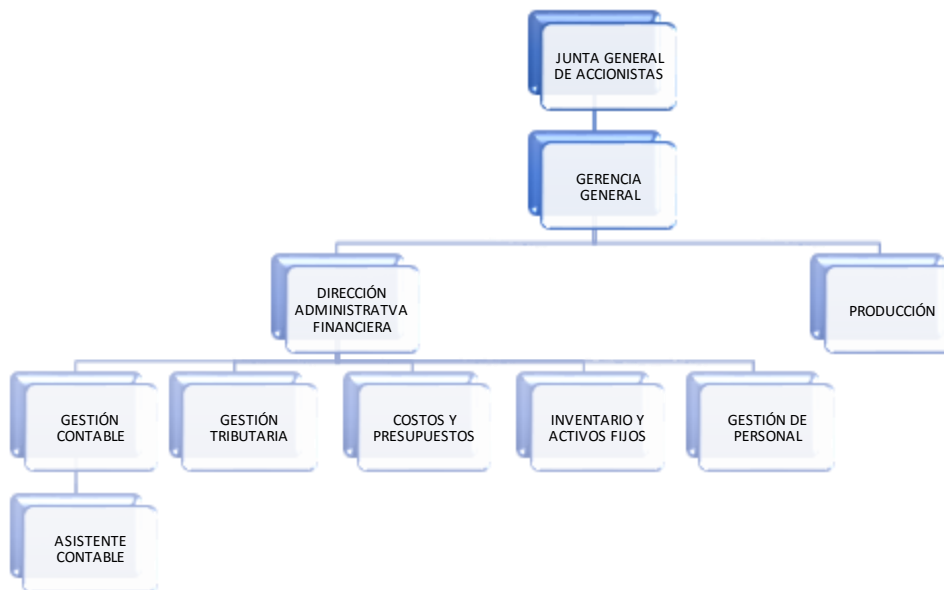 JUNTA GENERAL
DE ACCIONISTAS
GERENCIA
GENERAL
DIRECCIÓN
ADMINISTRATVA
FINANCIERA
PRODUCCIÓN
GESTIÓN
CONTABLE
GESTIÓN
TRIBUTARIA
COSTOS Y
PRESUPUESTOS
INVENTARIO Y
ACTIVOS FIJOS
GESTIÓN DE
PERSONAL
ASISTENTE
CONTABLE